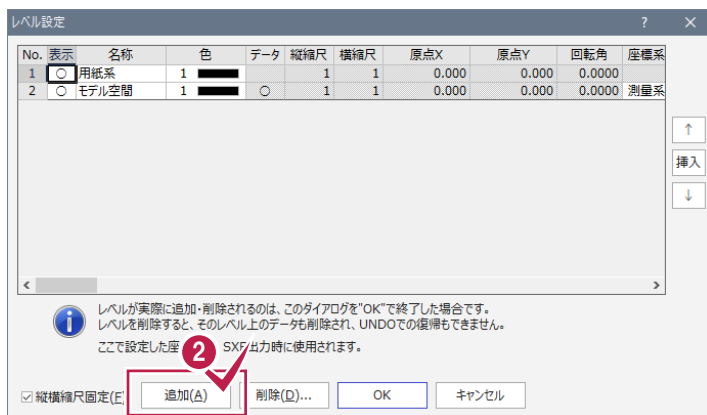 レベル設定 ? ×
No. 表示 名称 色 データ 縦縮尺 横縮尺 原点X 原点Y 回転角 座標系
1 ○ 用紙系 1 1 1 0.000 0.000 0.0000
2 ○ モデル空間 1 ○ 1 1 0.000 0.000 0.0000 測量系
↑
挿入
↓
< >
レベルが実際に追加・削除されるのは、このダイアログを"OK"で終了した場合です。
レベルを削除すると、そのレベル上のデータも削除され、UNDOでの復帰もできません。
ここで設定した座 SXF出力時に使用されます。
2
縦横縮尺固定(F) 追加(A) 削除(D)... OK キャンセル